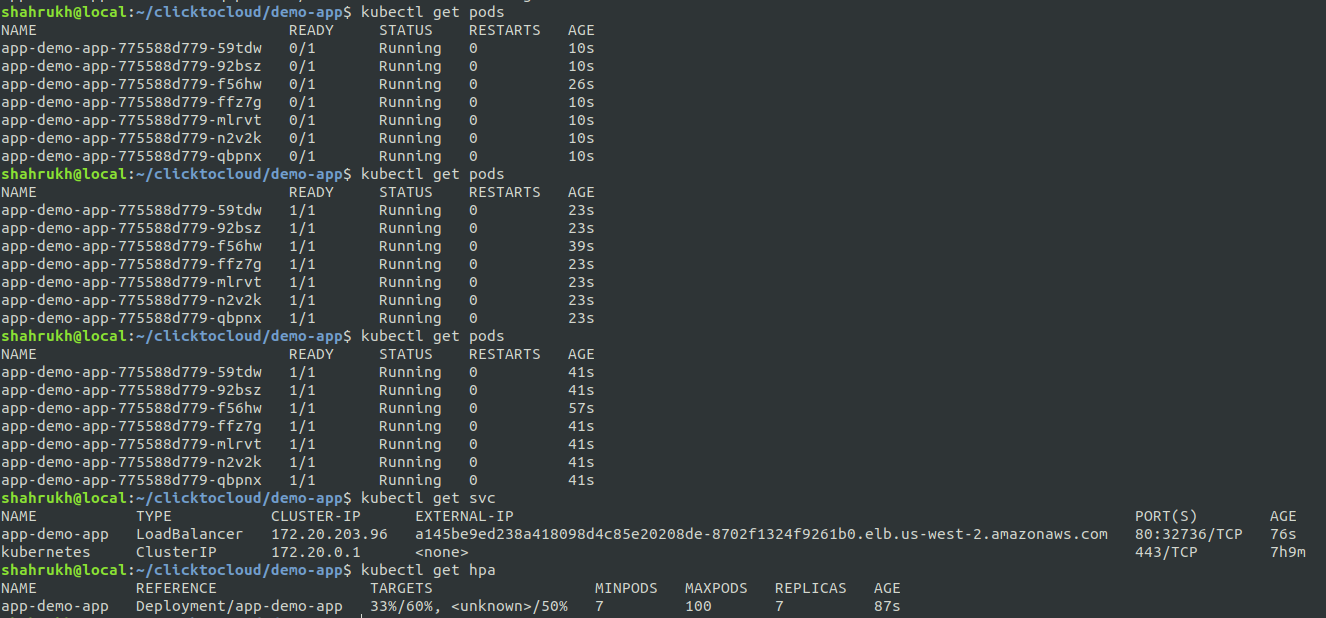 shahrukh@local:~/clicktocloud/demo-app$ kubectl get pods
NAME READY STATUS RESTARTS AGE
app-demo-app-775588d779-59tdw 0/1 Running 0 10s
app-demo-app-775588d779-92bsz 0/1 Running 0 10s
app-demo-app-775588d779-f56hw 0/1 Running 0 26s
app-demo-app-775588d779-ffz7g 0/1 Running 0 10s
app-demo-app-775588d779-mlrvt 0/1 Running 0 10s
app-demo-app-775588d779-n2v2k 0/1 Running 0 10s
app-demo-app-775588d779-qbpnx 0/1 Running 0 10s
shahrukh@local:~/clicktocloud/demo-app$ kubectl get pods
NAME READY STATUS RESTARTS AGE
app-demo-app-775588d779-59tdw 1/1 Running 0 23s
app-demo-app-775588d779-92bsz 1/1 Running 0 23s
app-demo-app-775588d779-f56hw 1/1 Running 0 39s
app-demo-app-775588d779-ffz7g 1/1 Running 0 23s
app-demo-app-775588d779-mlrvt 1/1 Running 0 23s
app-demo-app-775588d779-n2v2k 1/1 Running 0 23s
app-demo-app-775588d779-qbpnx 1/1 Running 0 23s
shahrukh@local:~/clicktocloud/demo-app$ kubectl get pods
NAME READY STATUS RESTARTS AGE
app-demo-app-775588d779-59tdw 1/1 Running 0 41s
app-demo-app-775588d779-92bsz 1/1 Running 0 41s
app-demo-app-775588d779-f56hw 1/1 Running 0 57s
app-demo-app-775588d779-ffz7g 1/1 Running 0 41s
app-demo-app-775588d779-mlrvt 1/1 Running 0 41s
app-demo-app-775588d779-n2v2k 1/1 Running 0 41s
app-demo-app-775588d779-qbpnx 1/1 Running 0 41s
shahrukh@local:~/clicktocloud/demo-app$ kubectl get svc
NAME TYPE CLUSTER-IP EXTERNAL-IP PORT(S) AGE
app-demo-app LoadBalancer 172.20.203.96 a145be9ed238a418098d4c85e20208de-8702f1324f9261b0.elb.us-west-2.amazonaws.com 80:32736/TCP 76s
kubernetes ClusterIP 172.20.0.1 <none> 443/TCP 7h9m
shahrukh@local:~/clicktocloud/demo-app$ kubectl get hpa
NAME REFERENCE TARGETS MINPODS MAXPODS REPLICAS AGE
app-demo-app Deployment/app-demo-app 33%/60%, <unknown>/50% 7 100 7 87s